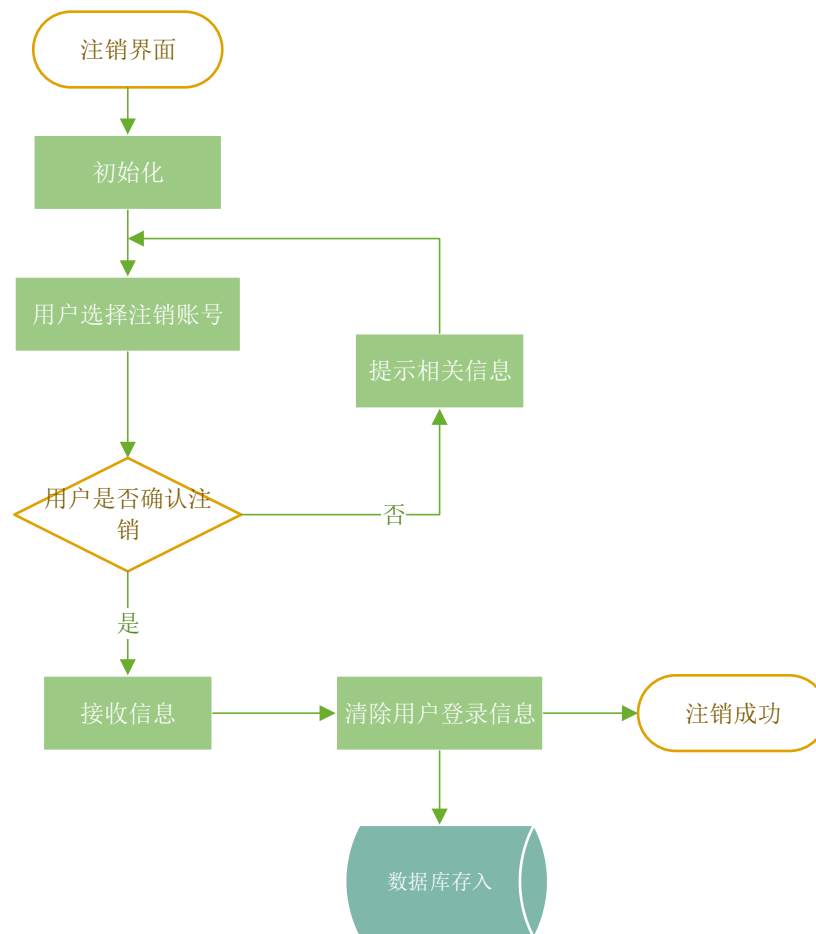 注销界面
初始化
用户选择注销账号
提示相关信息
用户是否确认注
销
否
是
接收信息
清除用户登录信息
注销成功
数据库存入